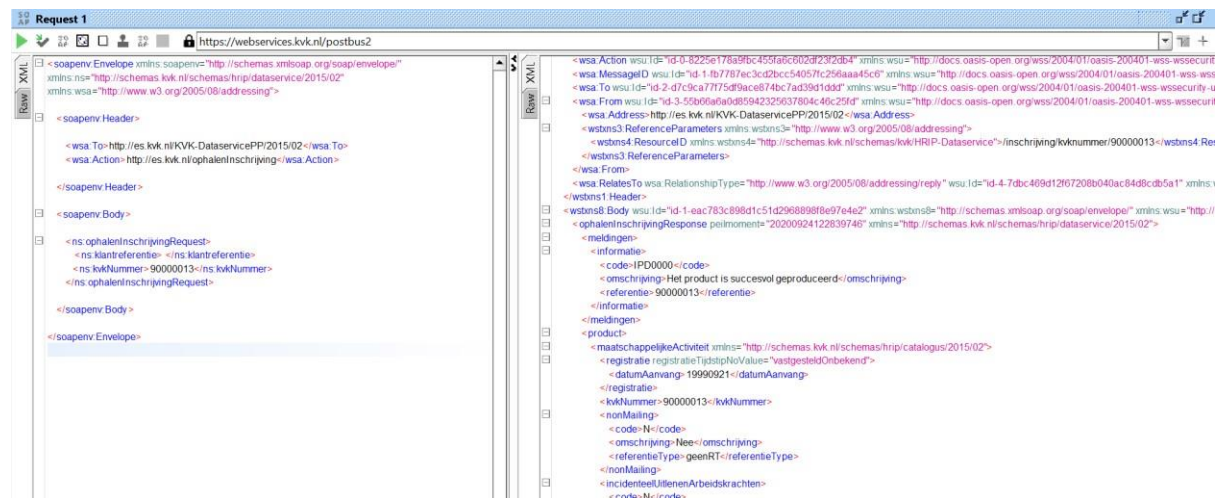 Request 1
https://webservices.kvk.nl/postbus2
XML
Raw
<soapenv:Envelope xmlns:soapenv="http://schemas.xmlsoap.org/soap/envelope/"
xmlns:ns="http://schemas.kvk.nl/schemas/hrip/dataservice/2015/02"
xmlns:wsa="http://www.w3.org/2005/08/addressing">
<soapenv:Header>
<wsa:To>http://es.kvk.nl/KVK-DataservicePP/2015/02</wsa:To>
<wsa:Action>http://es.kvk.nl/ophalenInschrijving</wsa:Action>
</soapenv:Header>
<soapenv:Body>
<ns:ophalenInschrijvingRequest>
<ns:klantreferentie> </ns:klantreferentie>
<ns:kvkNummer>90000013</ns:kvkNummer>
</ns:ophalenInschrijvingRequest>
</soapenv:Body>
</soapenv:Envelope>
XML
Raw
<wsa:Action wsu:Id="id-0-8225e178a9fbc455fa6c602df23f2db4" xmlns:wsu="http://docs.oasis-open.org/wss/2004/01/oasis-200401-wss-wssecurit
<wsa:MessageID wsu:Id="id-1-fb7787ec3cd2bcc54057fc256aaa45c6" xmlns:wsu="http://docs.oasis-open.org/wss/2004/01/oasis-200401-wss-wss
<wsa:To wsu:Id="id-2-d7c9ca77f75df9ace874bc7ad39d1ddd" xmlns:wsu="http://docs.oasis-open.org/wss/2004/01/oasis-200401-wss-wssecurity-u
<wsa:From wsu:Id="id-3-55b66a6a0d85942325637804c46c25fd" xmlns:wsu="http://docs.oasis-open.org/wss/2004/01/oasis-200401-wss-wssecurit
<wsa:Address>http://es.kvk.nl/KVK-DataservicePP/2015/02</wsa:Address>
<wstxns3:ReferenceParameters xmlns:wstxns3="http://www.w3.org/2005/08/addressing">
<wstxns4:ResourceID xmlns:wstxns4="http://schemas.kvk.nl/schemas/kvk/HRIP-Dataservice">/inschrijving/kvknummer/90000013</wstxns4:Res
</wstxns3:ReferenceParameters>
</wsa:From>
<wsa:RelatesTo wsa:RelationshipType="http://www.w3.org/2005/08/addressing/reply" wsu:Id="id-4-7dbc469d12f67208b040ac84d8cdb5a1" xmlns:
</wstxns1:Header>
<wstxns8:Body wsu:Id="id-1-eac783c898d1c51d2968898f8e97e4e2" xmlns:wstxns8="http://schemas.xmlsoap.org/soap/envelope/" xmlns:wsu="http://
<ophalenInschrijvingResponse peilmoment="20200924122839746" xmlns="http://schemas.kvk.nl/schemas/hrip/dataservice/2015/02">
<meldingen>
<informatie>
<code>IPD0000</code>
<omschrijving>Het product is succesvol geproduceerd</omschrijving>
<referentie>90000013</referentie>
</informatie>
</meldingen>
<product>
<maatschappelijkeActiviteit xmlns="http://schemas.kvk.nl/schemas/hrip/catalogus/2015/02">
<registratie registratieTijdstipNoValue="vastgesteldOnbekend">
<datumAanvang>19990921</datumAanvang>
</registratie>
<kvkNummer>90000013</kvkNummer>
<nonMailing>
<code>N</code>
<omschrijving>Nee</omschrijving>
<referentieType>geenRT</referentieType>
</nonMailing>
<incidenteelUitlenenArbeidskrachten>
<code>N</code>